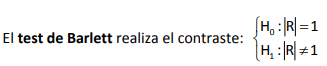 H₀ : |R| = 1
El test de Barlett realiza el contraste:
H₁ : |R| ≠ 1